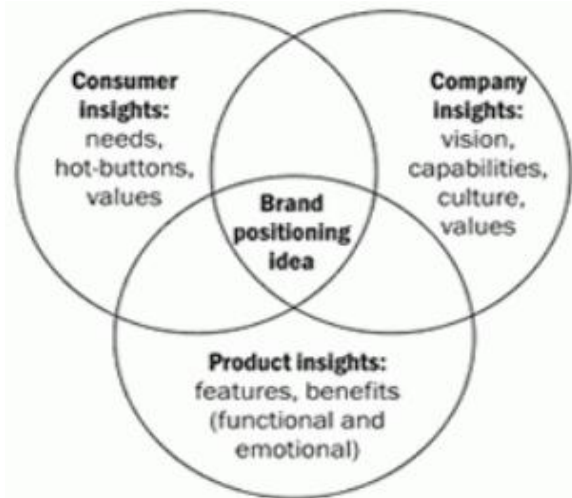 Consumer
insights:
needs,
hot-buttons,
values
Company
insights:
vision,
capabilities,
culture,
values
Brand
positioning
idea
Product insights:
features, benefits
(functional and
emotional)